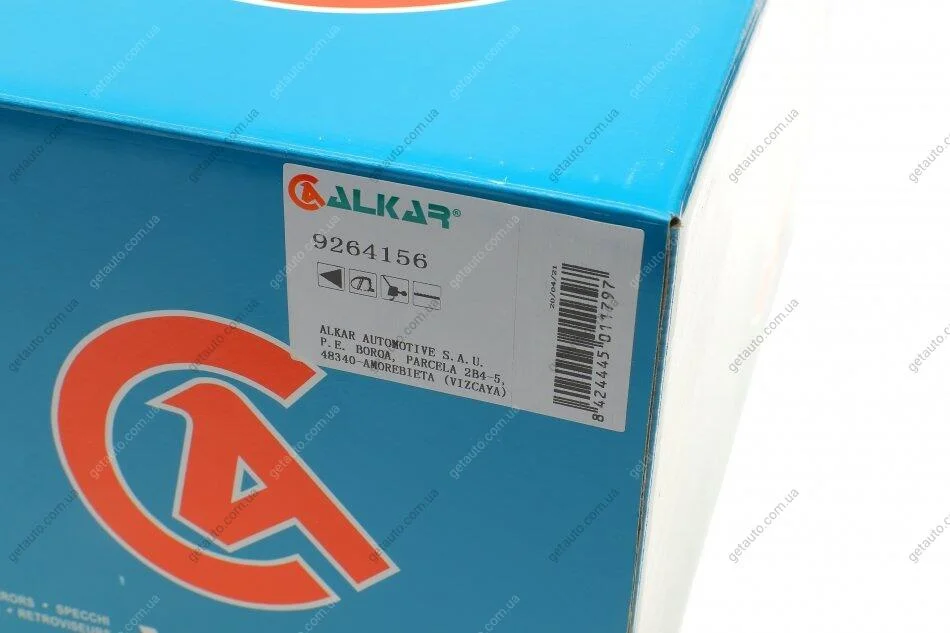 ALKAR®
9264156
ALKAR AUTOMOTIVE S.A.U.
P.E. BOROA, PARCELA 2B4-5,
48340-AMOREBIETA (VIZCAYA)
20/04/21
8 424445 011797
• SPECCHI
• RETROVISEURS
getauto.com.ua